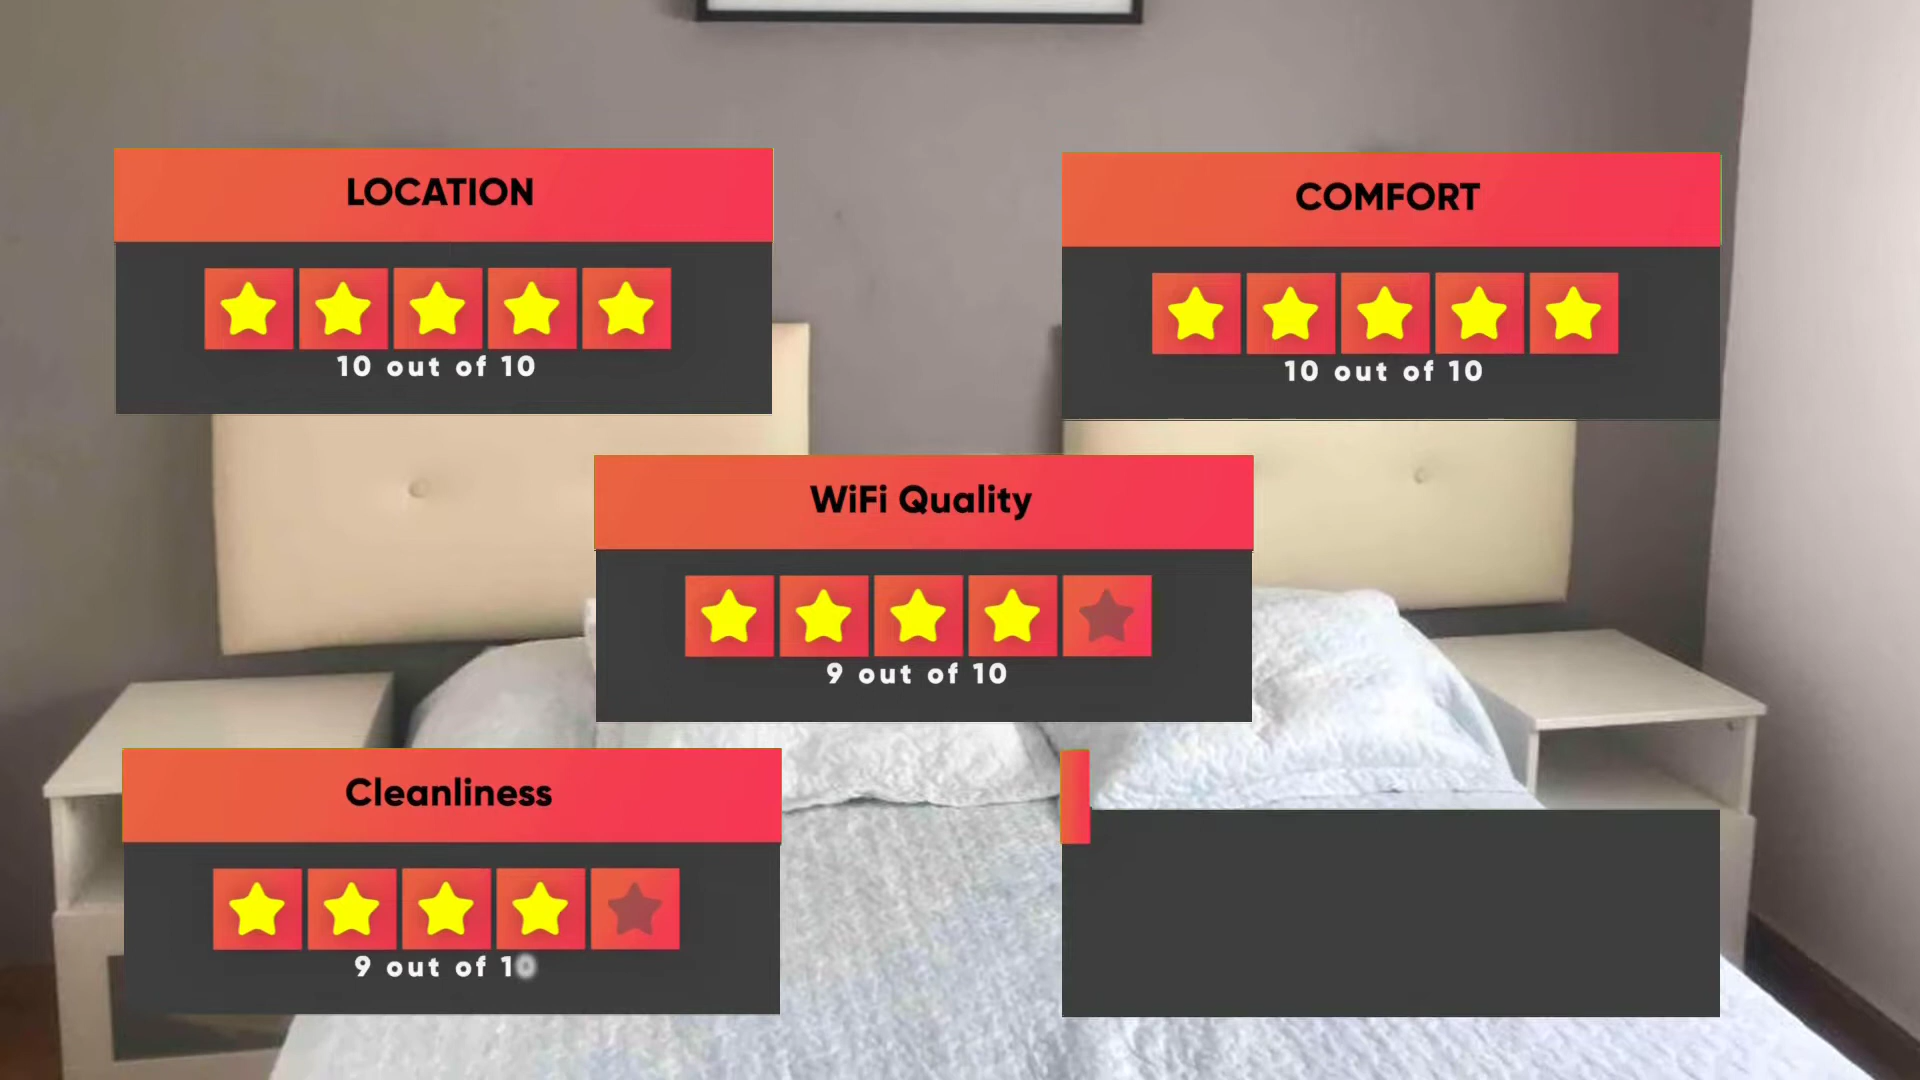 LOCATION
10 out of 10
COMFORT
10 out of 10
WiFi Quality
9 out of 10
Cleanliness
9 out of 10